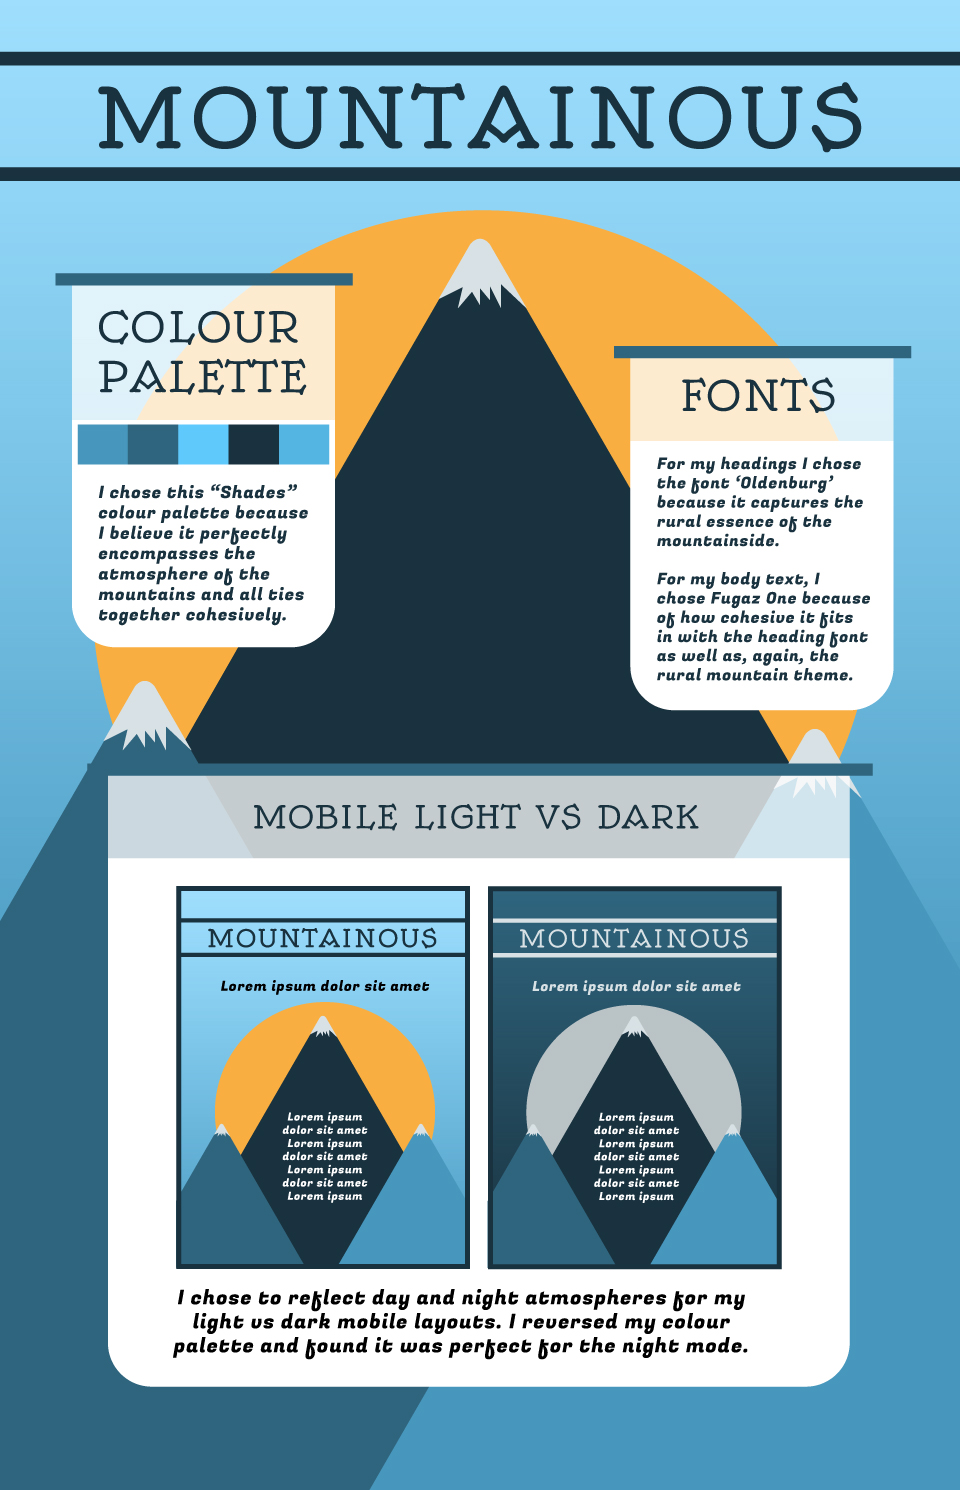 MOUNTAINOUS
COLOUR
PALETTE
I chose this “Shades”
colour palette because
I believe it perfectly
encompasses the
atmosphere of the
mountains and all ties
together cohesively.
FONTS
For my headings I chose
the font ‘Oldenburg’
because it captures the
rural essence of the
mountainside.
For my body text, I
chose Fugaz One because
of how cohesive it fits
in with the heading font
as well as, again, the
rural mountain theme.
MOBILE LIGHT VS DARK
MOUNTAINOUS
Lorem ipsum dolor sit amet
Lorem ipsum
dolor sit amet
Lorem ipsum
dolor sit amet
Lorem ipsum
dolor sit amet
Lorem ipsum
MOUNTAINOUS
Lorem ipsum dolor sit amet
Lorem ipsum
dolor sit amet
Lorem ipsum
dolor sit amet
Lorem ipsum
dolor sit amet
Lorem ipsum
I chose to reflect day and night atmospheres for my
light vs dark mobile layouts. I reversed my colour
palette and found it was perfect for the night mode.